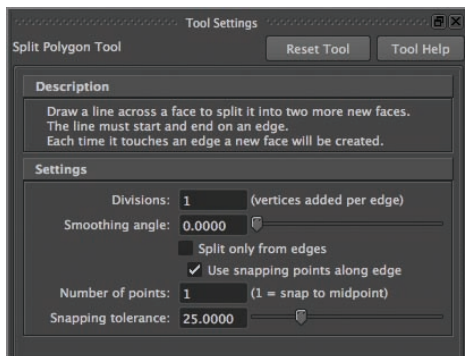 Tool Settings
Split Polygon Tool Reset Tool Tool Help
Description
Draw a line across a face to split it into two more new faces.
The line must start and end on an edge.
Each time it touches an edge a new face will be created.
Settings
Divisions: 1 (vertices added per edge)
Smoothing angle: 0.0000
Split only from edges
Use snapping points along edge
Number of points: 1 (1 = snap to midpoint)
Snapping tolerance: 25.0000